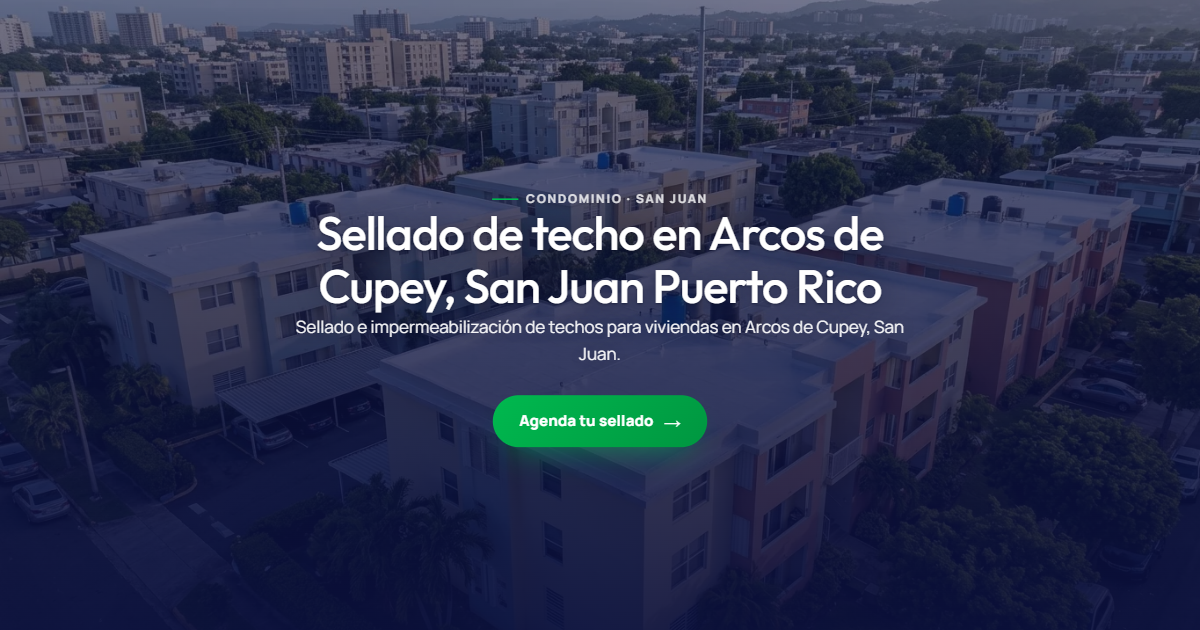 CONDOMINIO · SAN JUAN
Sellado de techo en Arcos de
Cupey, San Juan Puerto Rico
Sellado e impermeabilización de techos para viviendas en Arcos de Cupey, San
Juan.
Agenda tu sellado →